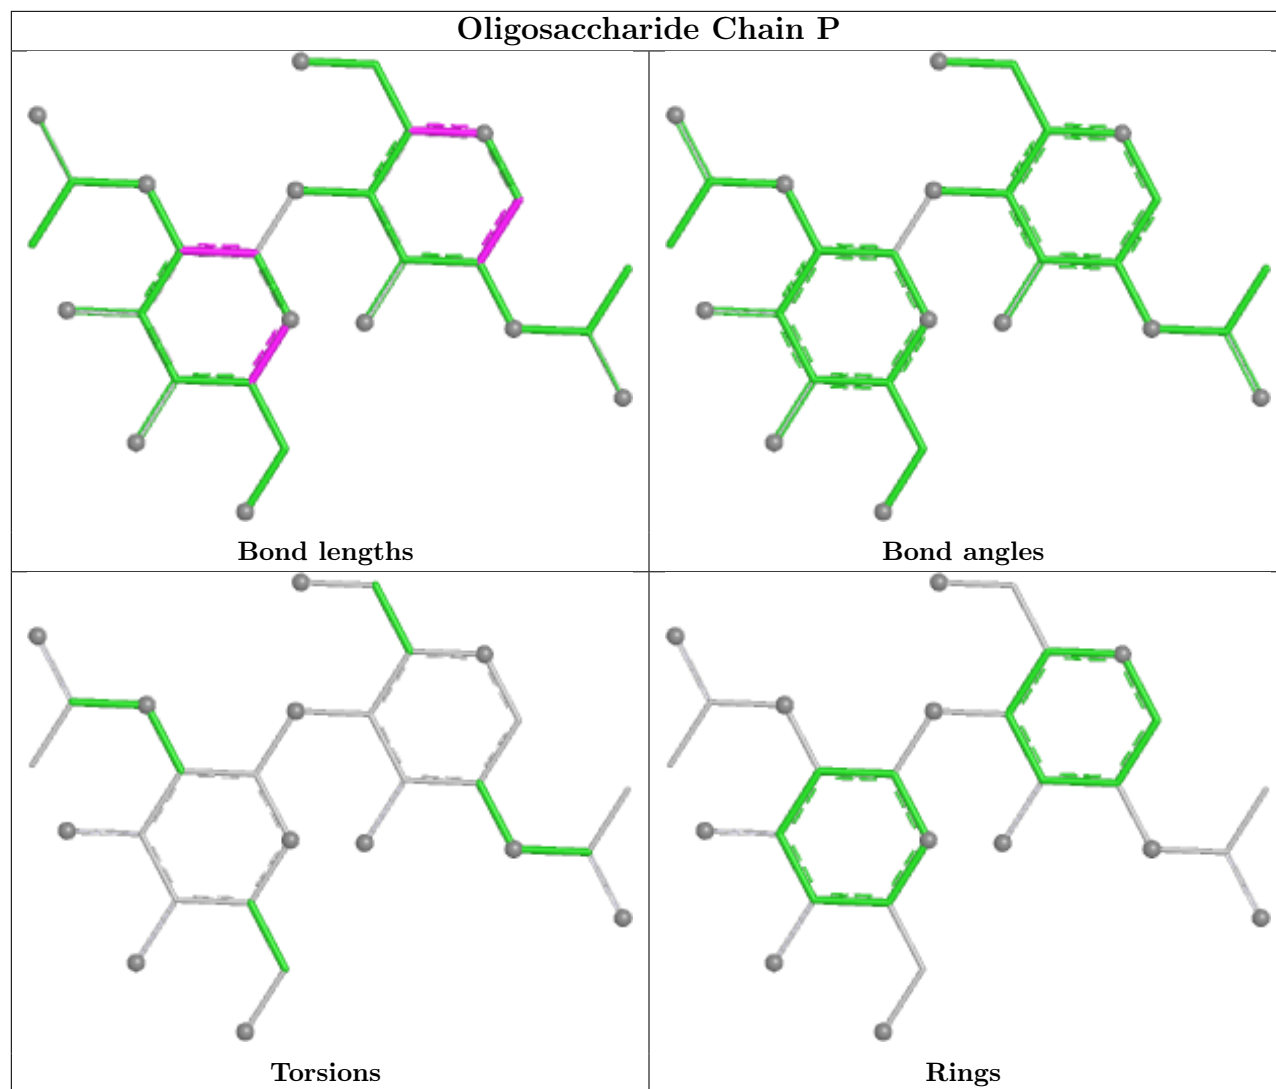 Oligosaccharide Chain P
Bond lengths
Bond angles
Torsions
Rings